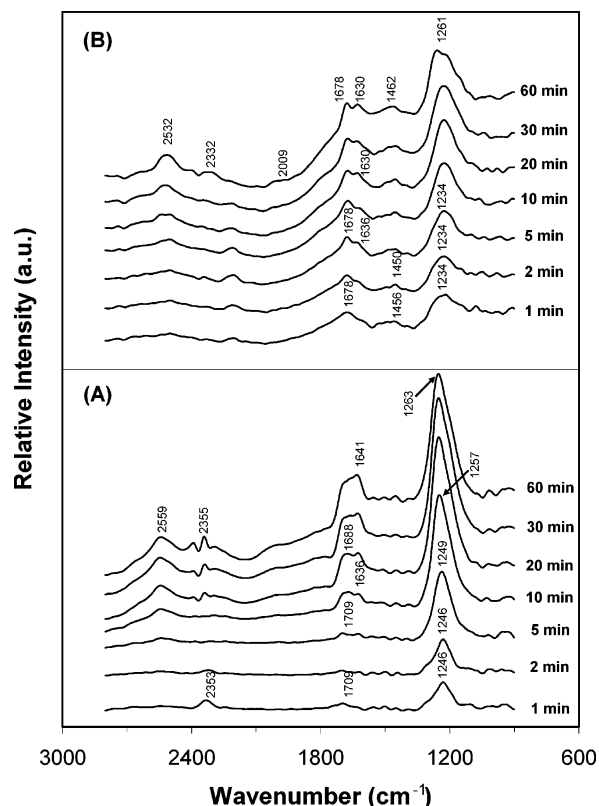 (B)
1261
1678
1630
1462
60 min
2532
2332
2009
30 min
20 min
1630
10 min
1234
5 min
1678
1636
1234
2 min
1450
1234
1 min
1678
1456
(A)
1263
1641
1257
60 min
2559
2355
30 min
1688
1249
20 min
1636
10 min
1709
1246
5 min
1246
2 min
2353
1709
1 min
3000
2400
1800
1200
600
Wavenumber (cm-1)
Relative Intensity (a.u.)